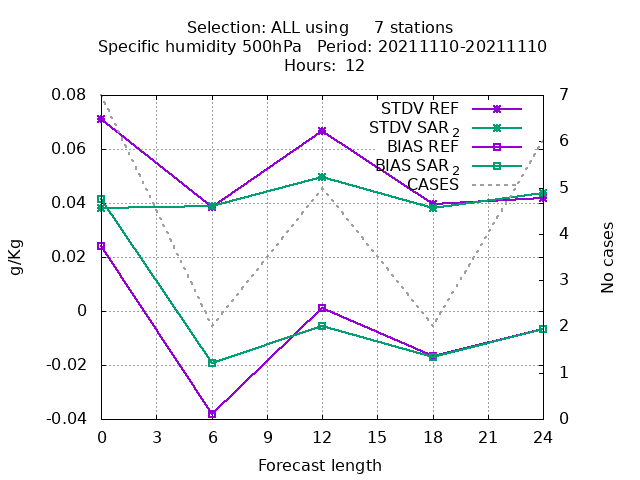 Selection: ALL using     7 stations
Specific humidity 500hPa   Period: 20211110-20211110
Hours: 12
STDV REF
STDV SAR2
BIAS REF
BIAS SAR2
CASES
0.08
0.06
0.04
0.02
0
-0.02
-0.04
g/Kg
7
6
5
4
3
2
1
0
No cases
0 3 6 9 12 15 18 21 24
Forecast length